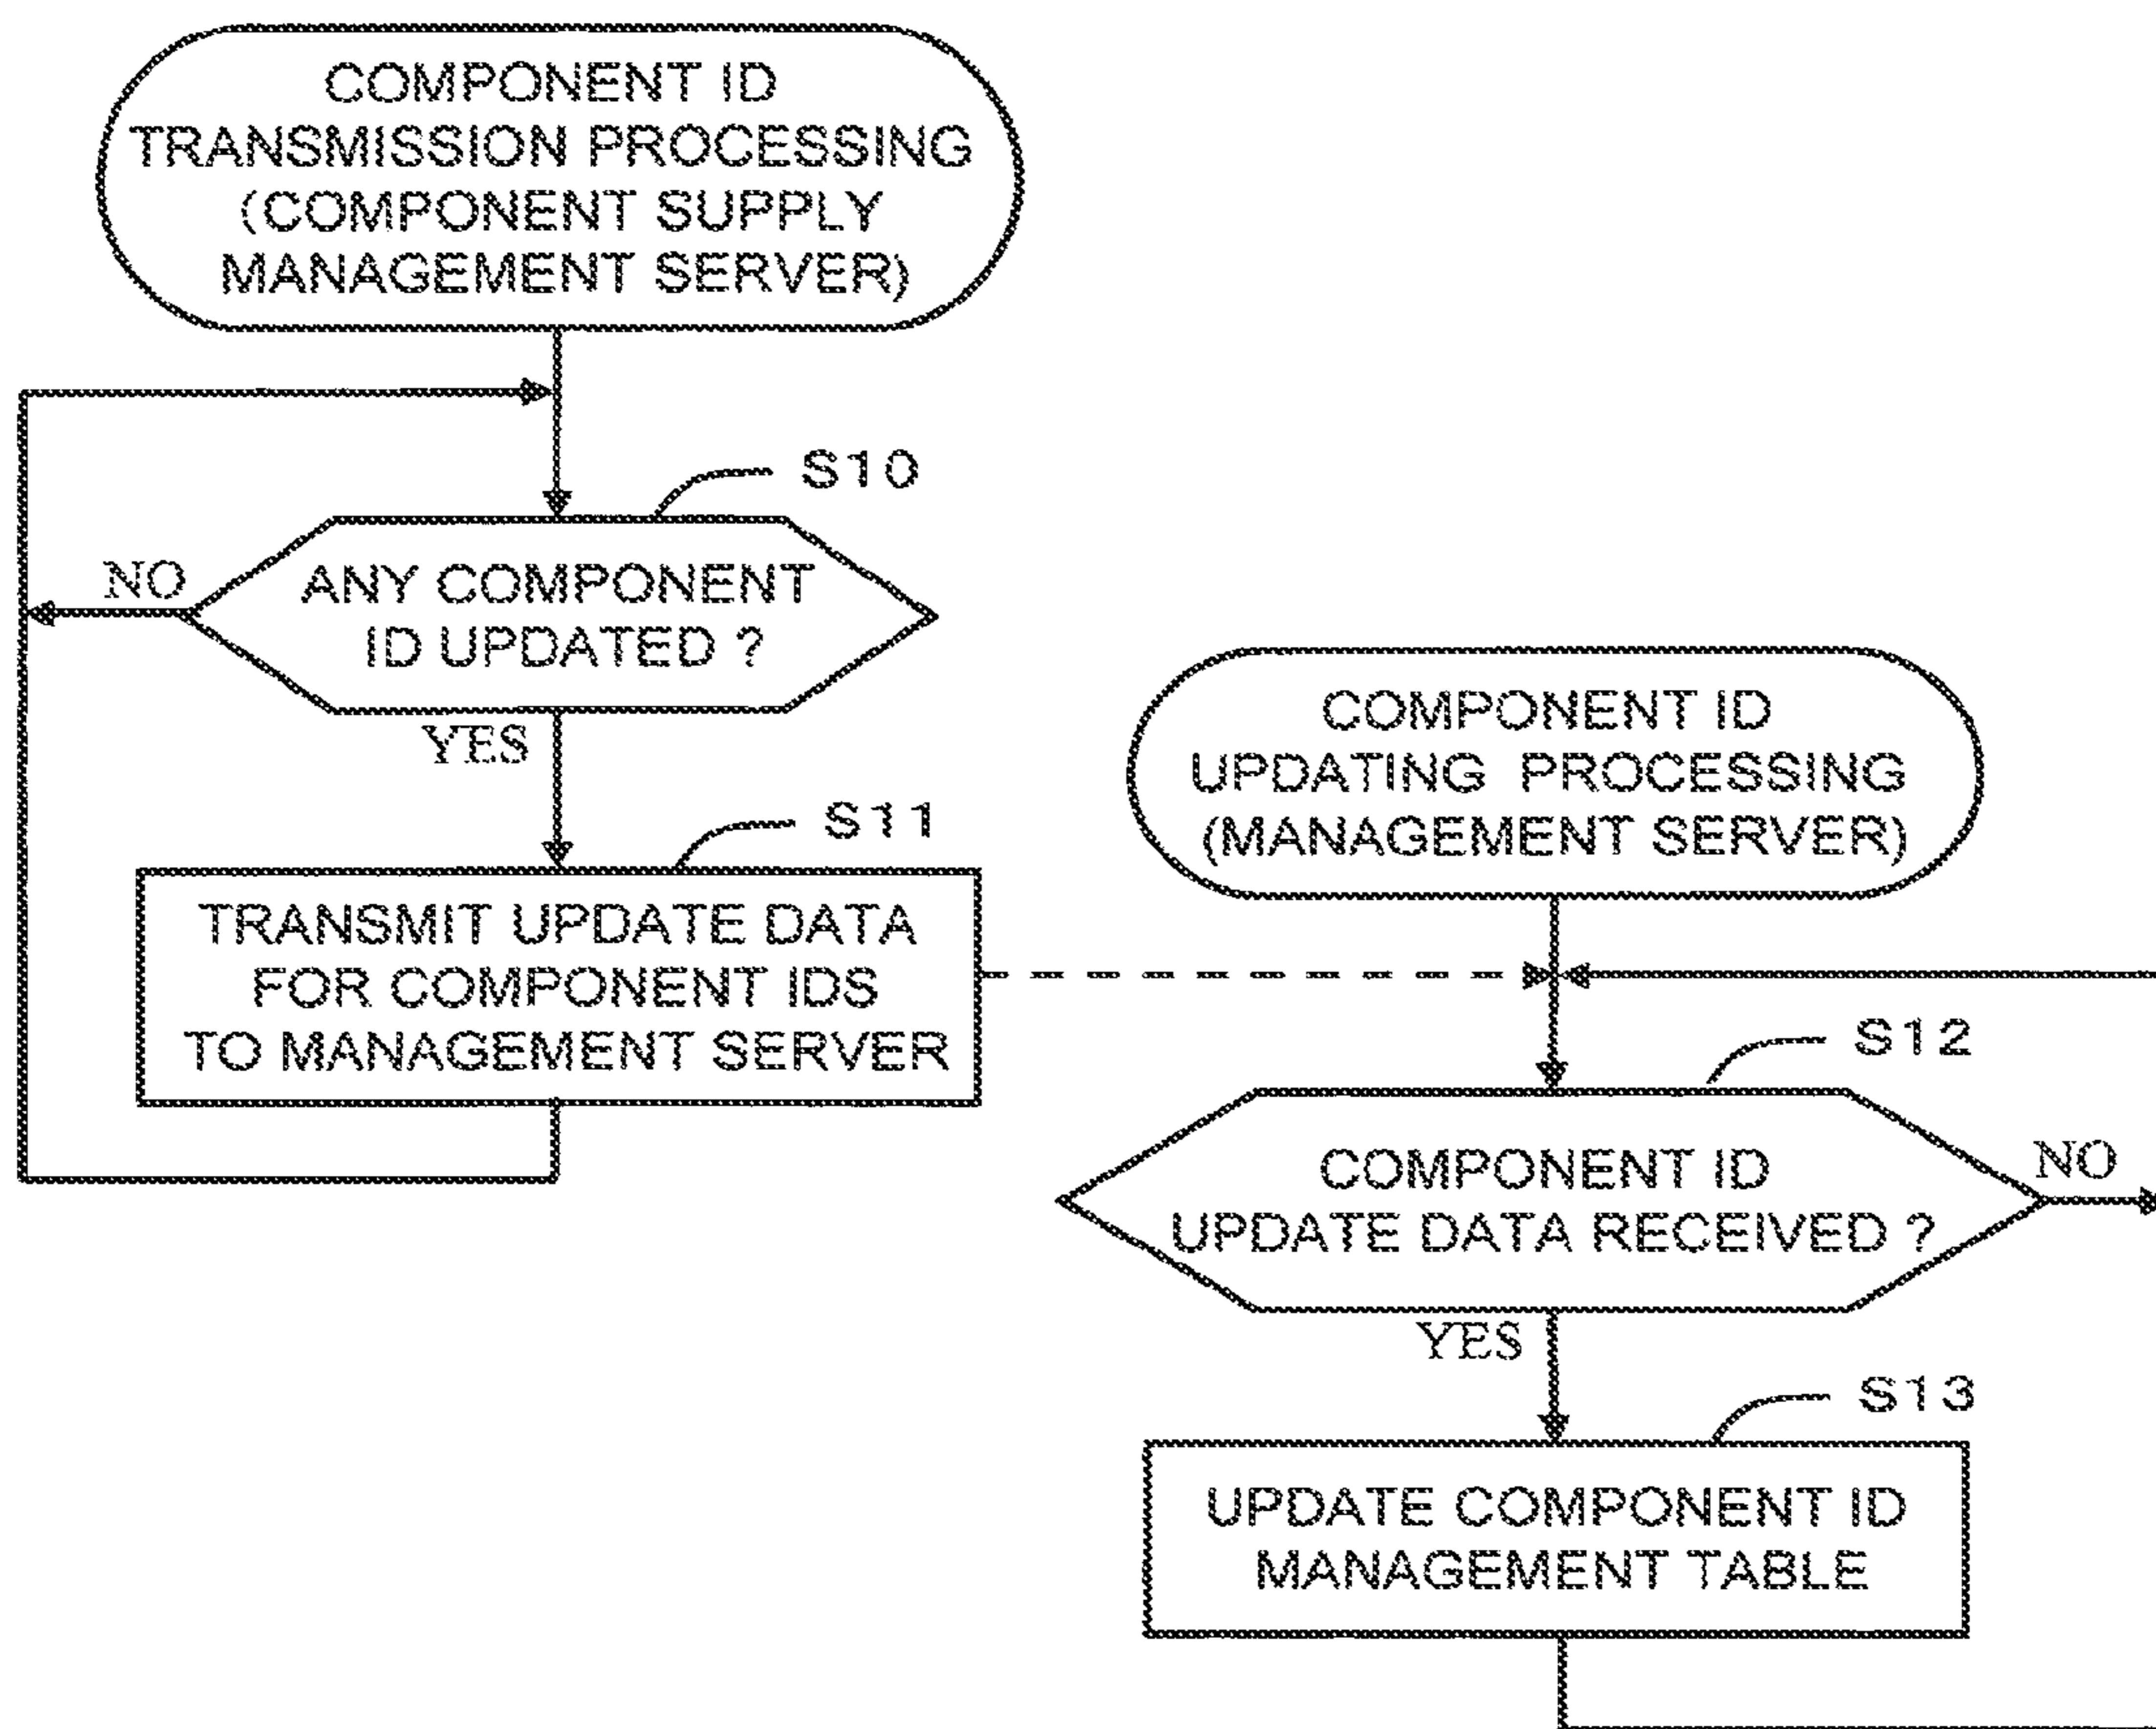 COMPONENT ID
TRANSMISSION PROCESSING
(COMPONENT SUPPLY
MANAGEMENT SERVER)
S10
NO
ANY COMPONENT
ID UPDATED ?
YES
S11
TRANSMIT UPDATE DATA
FOR COMPONENT IDS
TO MANAGEMENT SERVER
COMPONENT ID
UPDATING PROCESSING
(MANAGEMENT SERVER)
S12
COMPONENT ID
UPDATE DATA RECEIVED ?
NO
YES
S13
UPDATE COMPONENT ID
MANAGEMENT TABLE